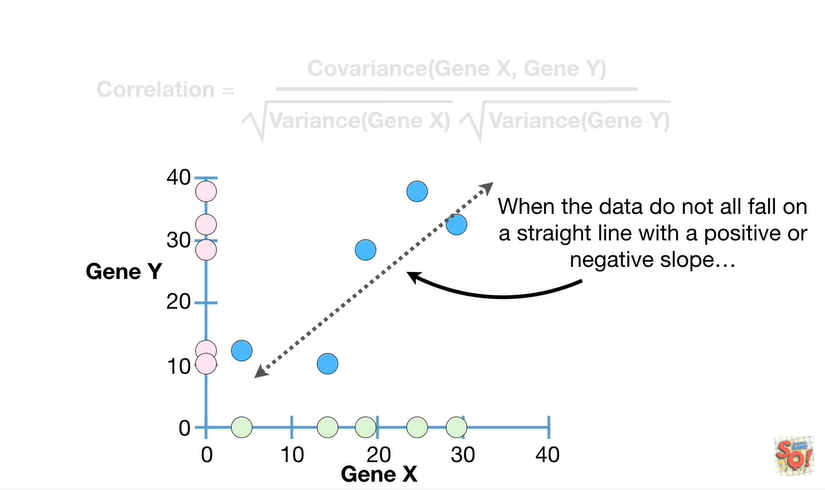 Covariance(Gene X, Gene Y)
Correlation =
Variance(Gene X) Variance(Gene Y)
40
When the data do not all fall on
a straight line with a positive or
negative slope…
30
Gene Y
20
10
0
0 10 20 30 40
Gene X
SQ!